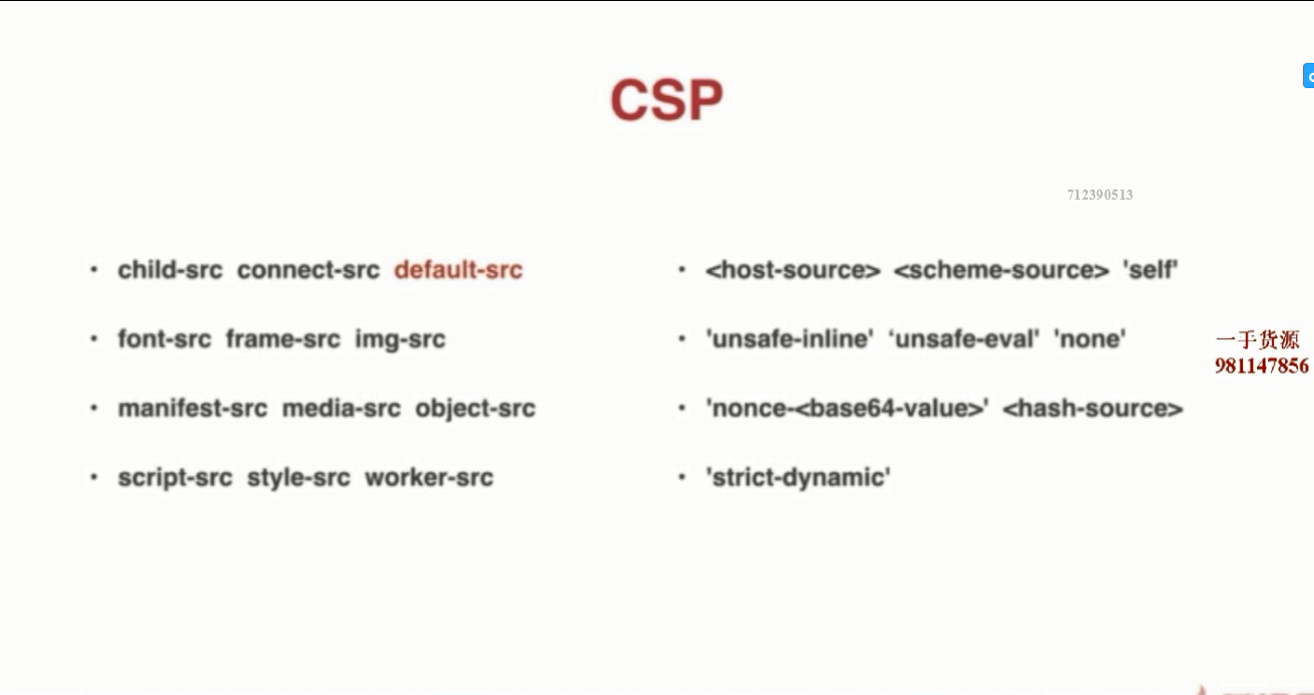 CSP
712390513
• child-src connect-src default-src
• font-src frame-src img-src
• manifest-src media-src object-src
• script-src style-src worker-src
• <host-source> <scheme-source> 'self'
• 'unsafe-inline' ‘unsafe-eval' 'none'
• 'nonce-<base64-value>' <hash-source>
• 'strict-dynamic'
一手货源
981147856